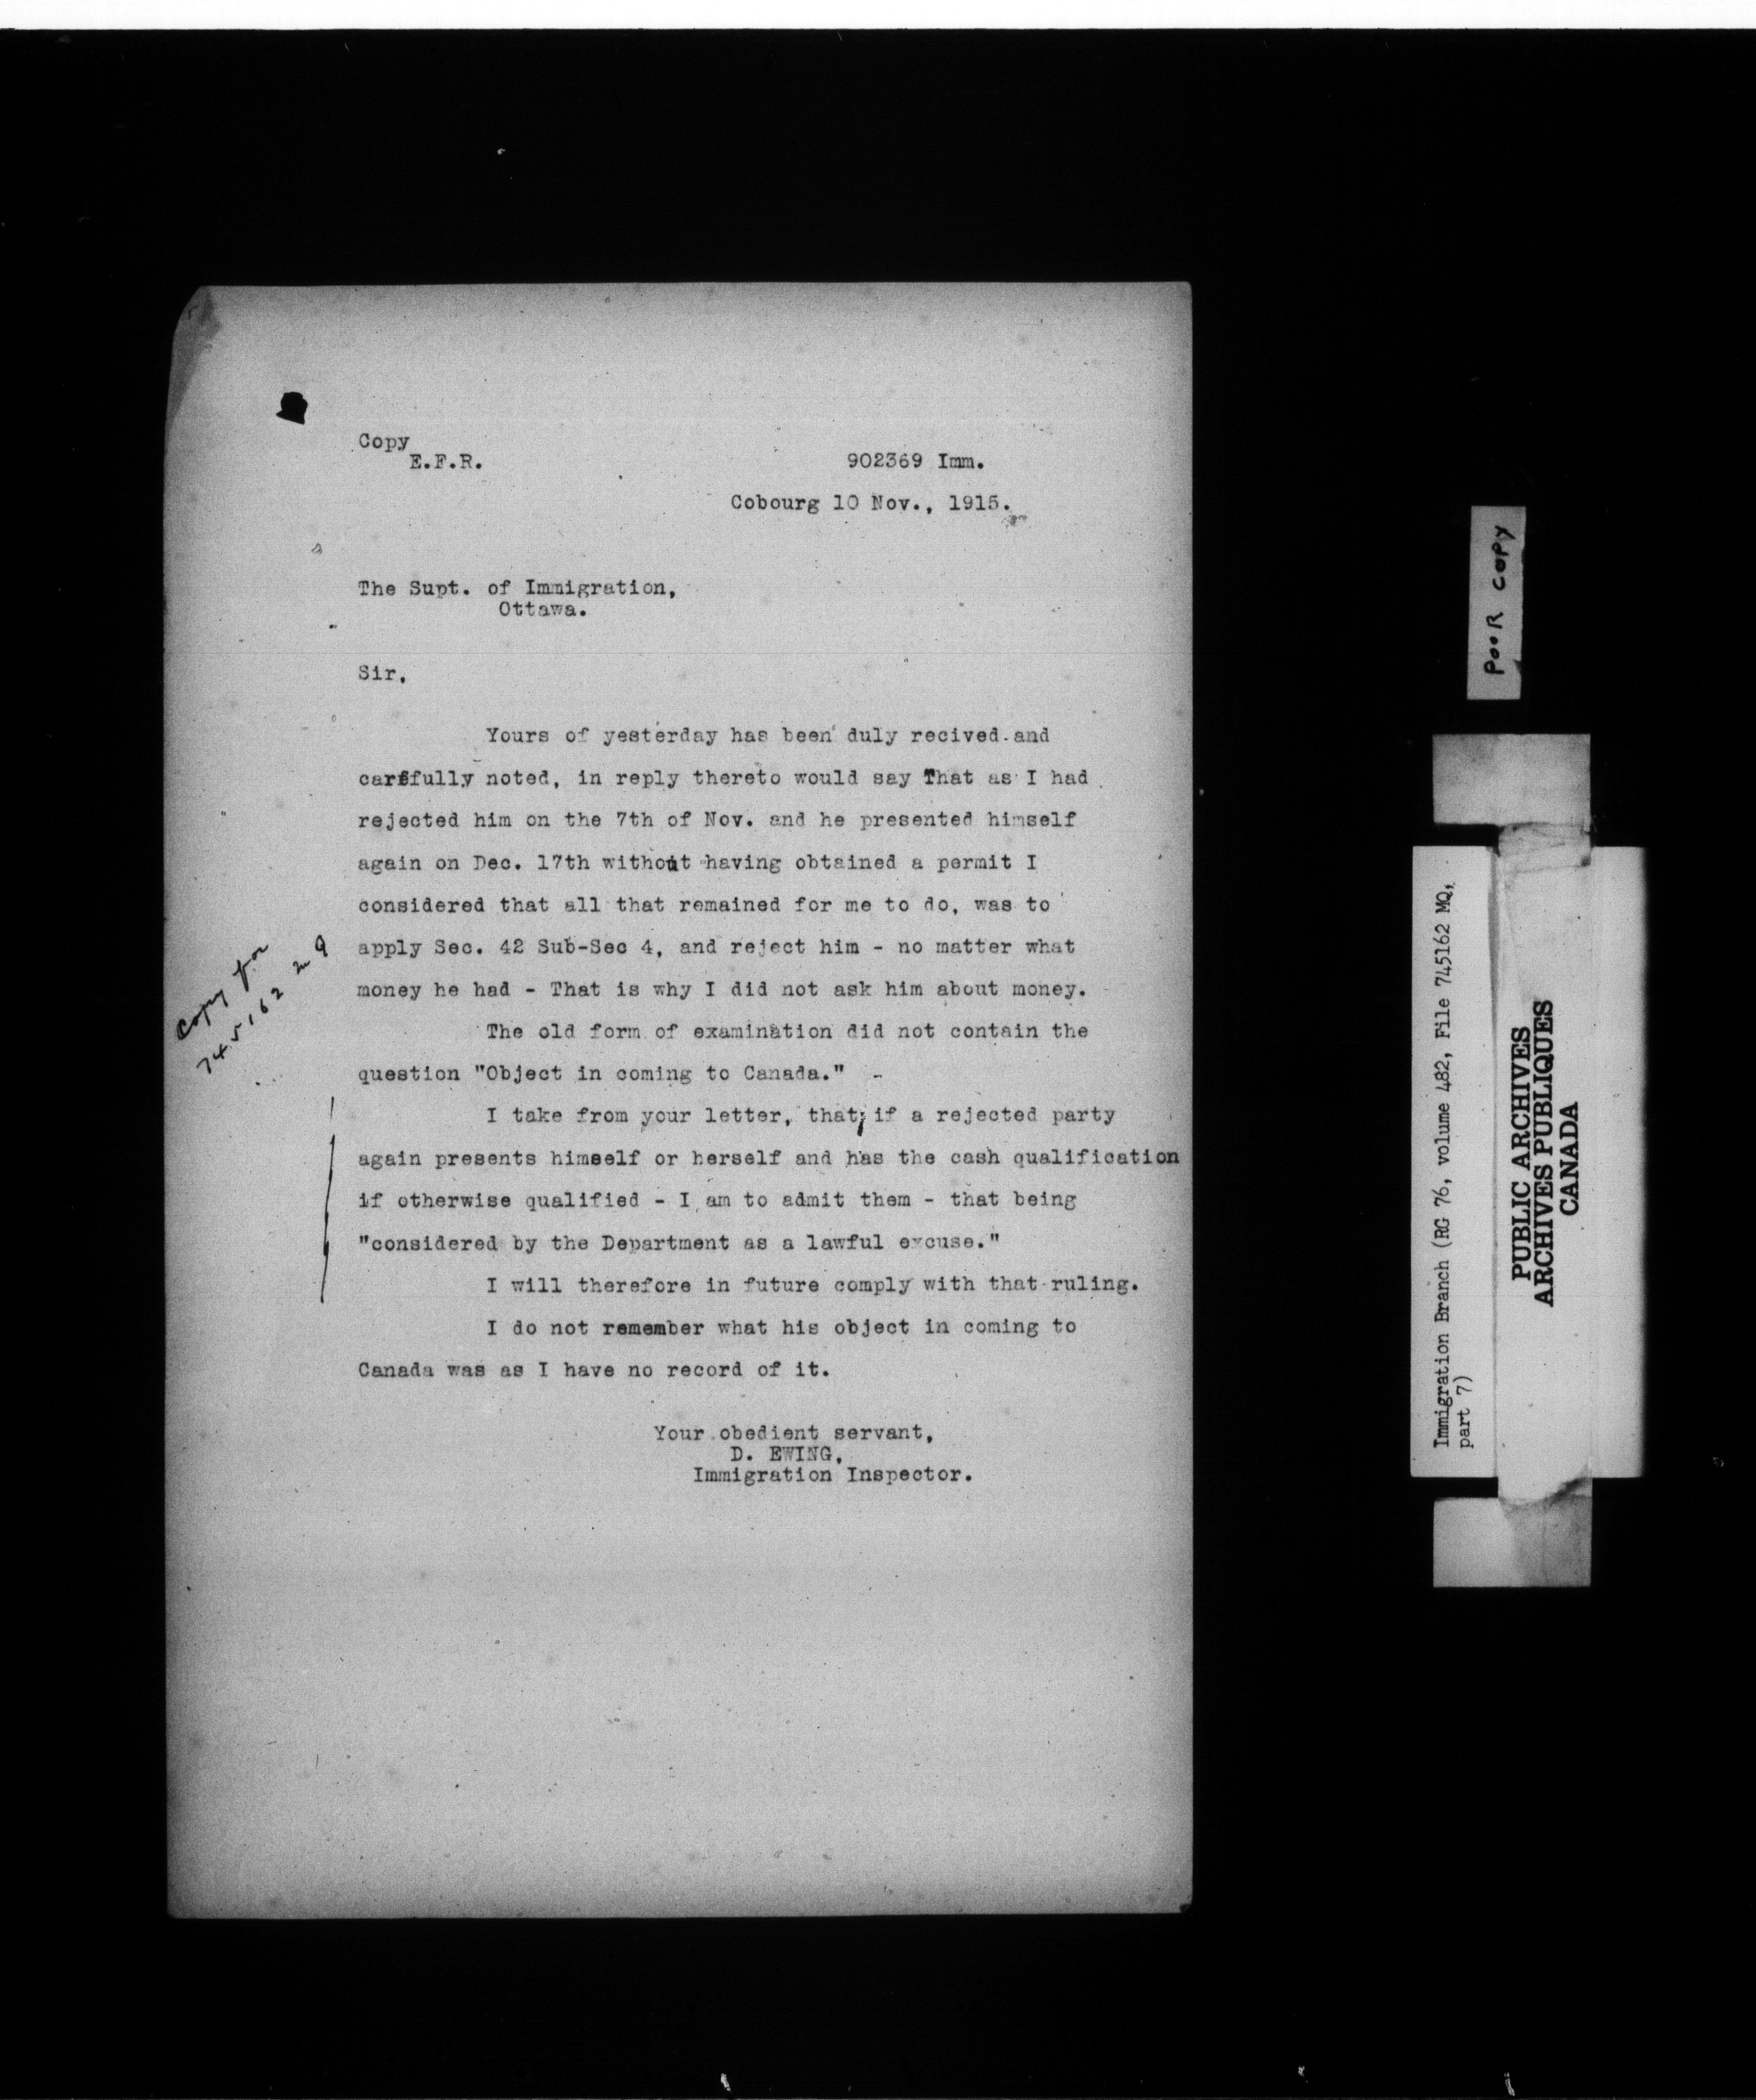 Copy
E.F.R.
902369 Imm.
Cobourg 10 Nov., 1915.
The Supt. of Immigration,
Ottawa.
Sir,
Yours of yesterday has been duly recived and
carefully noted, in reply thereto would say That as I had
rejected him on the 7th of Nov. and he presented himself
again on Dec. 17th without having obtained a permit I
considered that all that remained for me to do, was to
apply Sec. 42 Sub-Sec 4, and reject him - no matter what
money he had - That is why I did not ask him about money.
The old form of examination did not contain the
question "Object in coming to Canada." -
I take from your letter, that, if a rejected party
again presents himself or herself and has the cash qualification
if otherwise qualified - I am to admit them - that being
"considered by the Department as a lawful excuse."
I will therefore in future comply with that ruling.
I do not remember what his object in coming to
Canada was as I have no record of it.
Your obedient servant,
D. EWING,
Immigration Inspector.
Copy for
745162 m q
POOR COPY
Immigration Branch (RG 76, volume 482, File 745162 MQ,
part 7)
PUBLIC ARCHIVES
ARCHIVES PUBLIQUES
CANADA